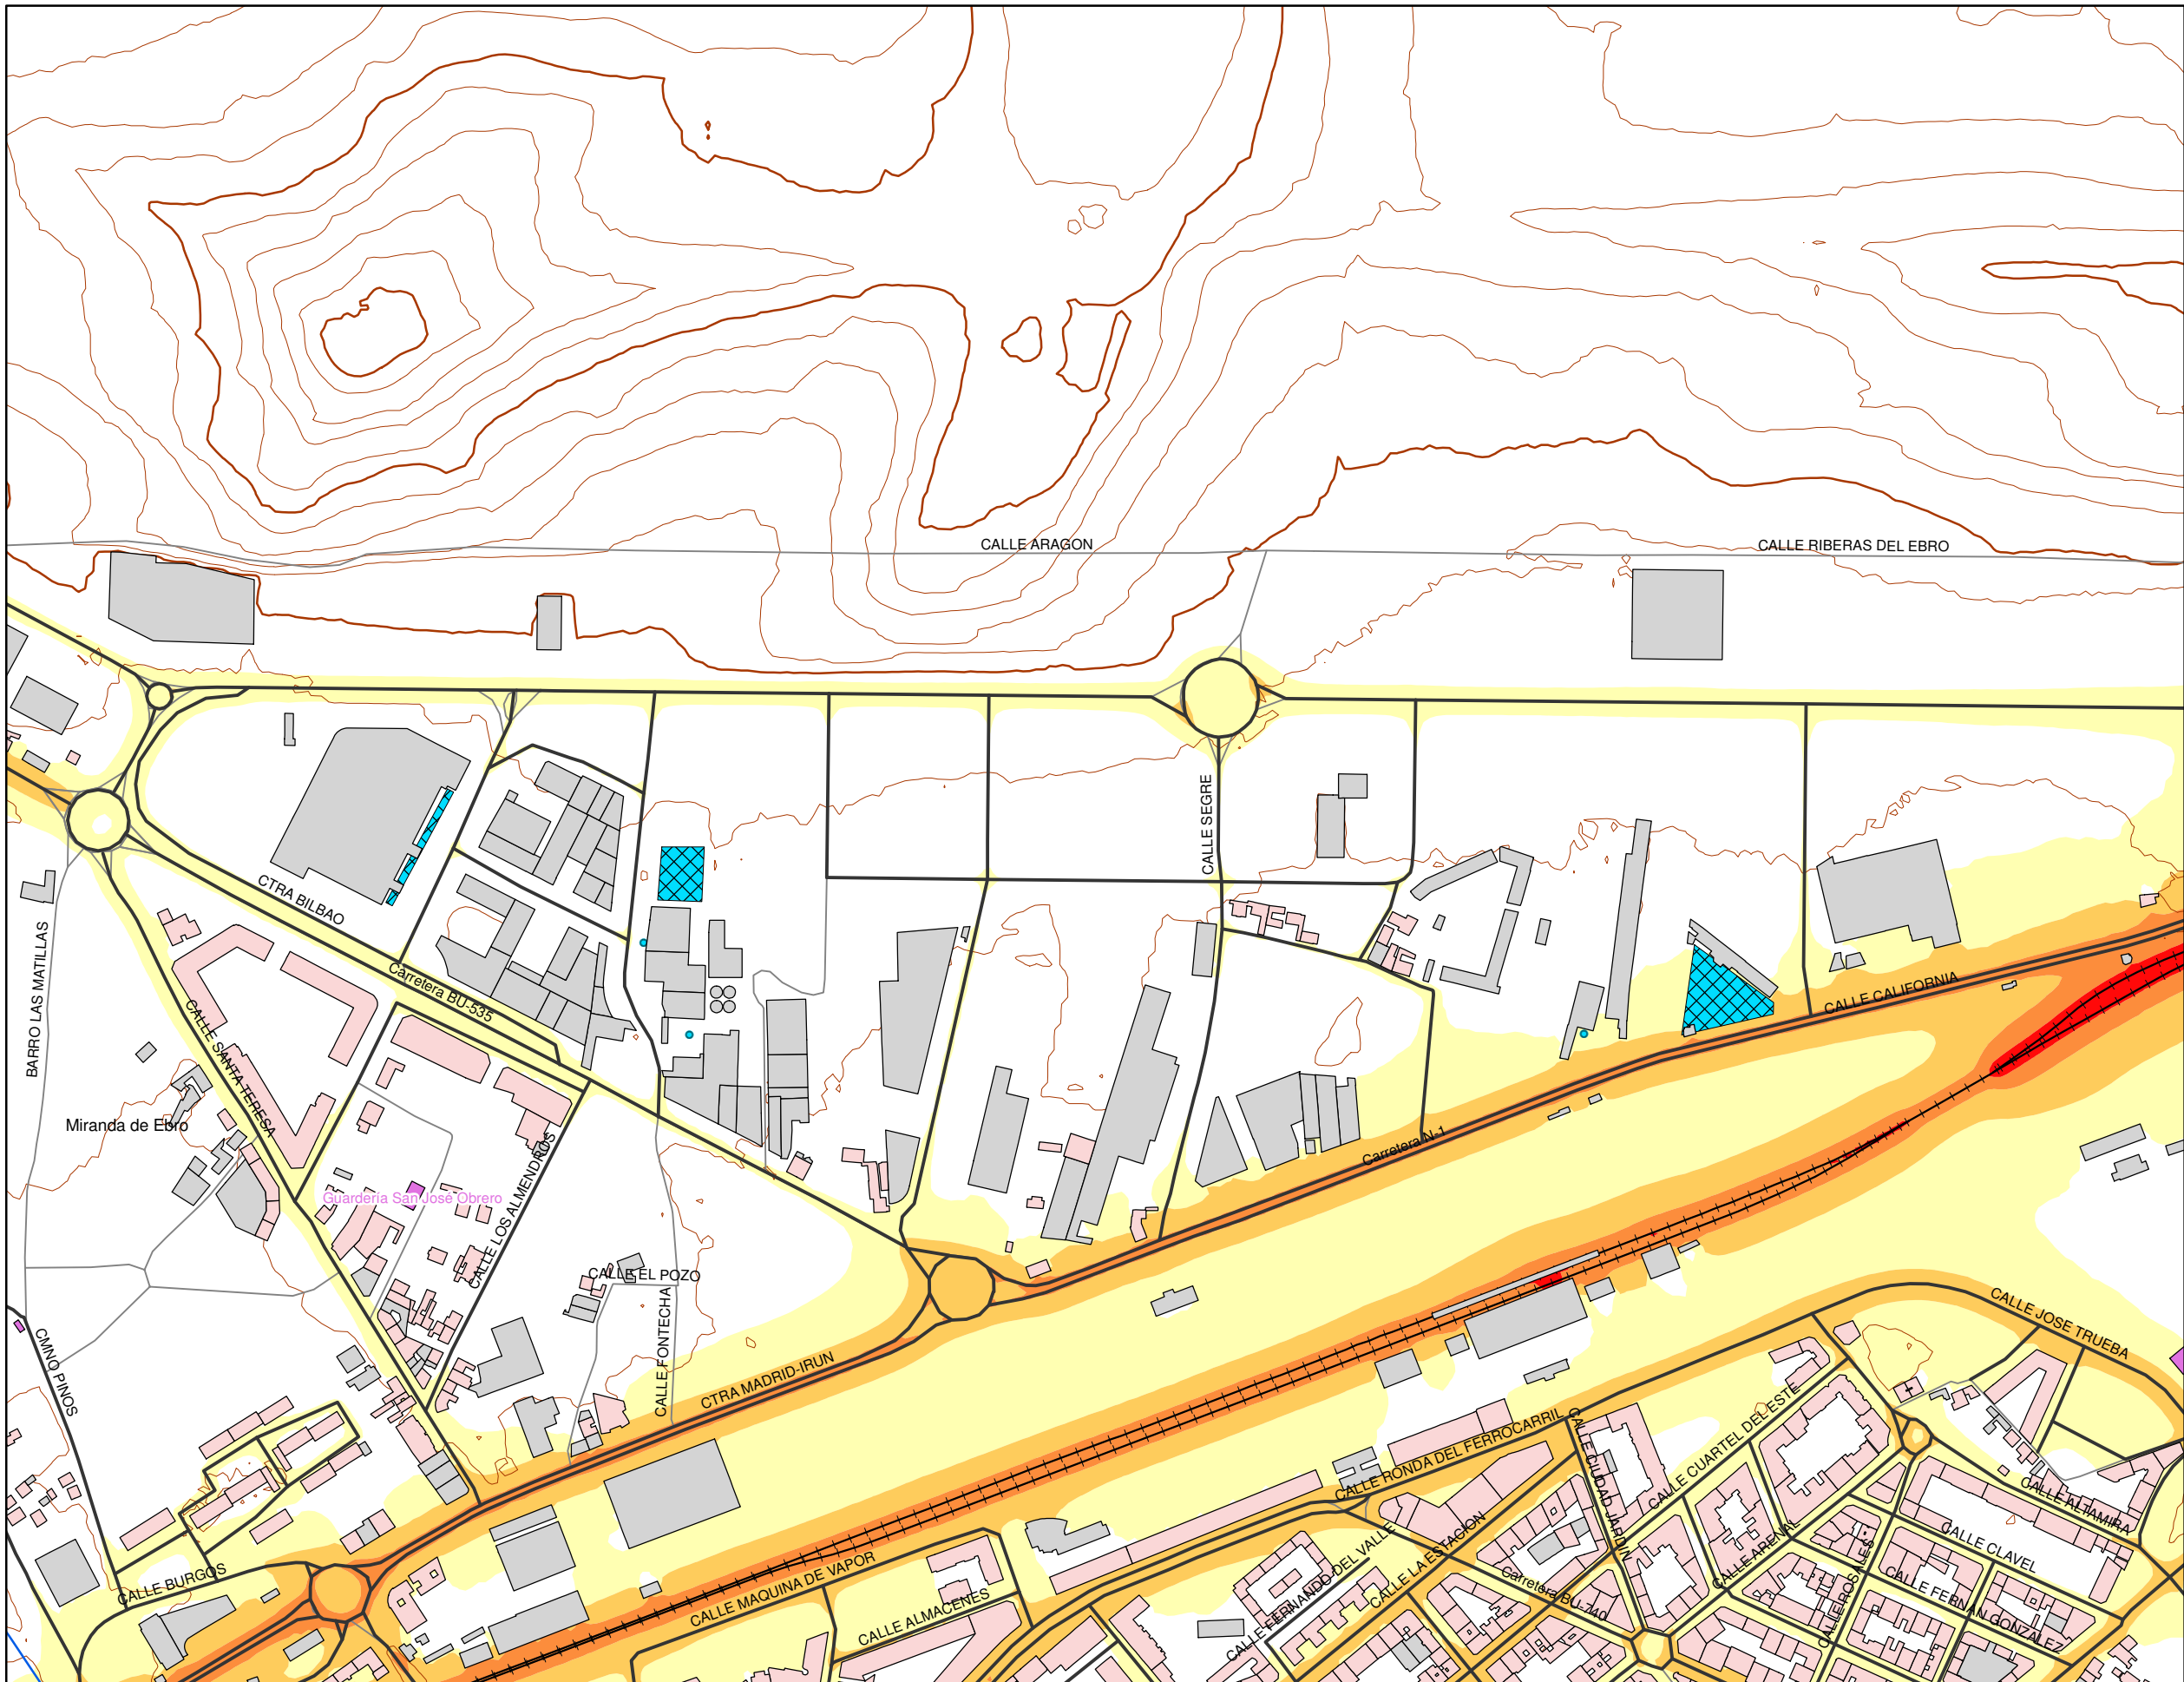 CALLE ARAGON
CALLE RIBERAS DEL EBRO
CALLE SEGRE
CTRA BILBAO
BARRO LAS MATILLAS
Carretera BU-535
CALLE SANTA TERESA
CALLE CALIFORNIA
Miranda de Ebro
Carretera N-1
Guardería San José Obrero
CALLE LOS ALMENDROS
CALLE EL POZO
CALLE FONTECHA
CMNO PINOS
CTRA MADRID-IRUN
CALLE JOSE TRUEBA
CALLE RONDA DEL FERROCARRIL
CALLE CIUDAD JARDIN
CALLE CUARTEL DEL ESTE
CALLE ALTAMIRA
CALLE CLAVEL
CALLE ARENAL
CALLE ROSALES
CALLE FERNAN GONZALEZ
CALLE BURGOS
CALLE MAQUINA DE VAPOR
CALLE ALMACENES
CALLE FERNANDO DEL VALLE
CALLE LA ESTACION
Carretera BU-740